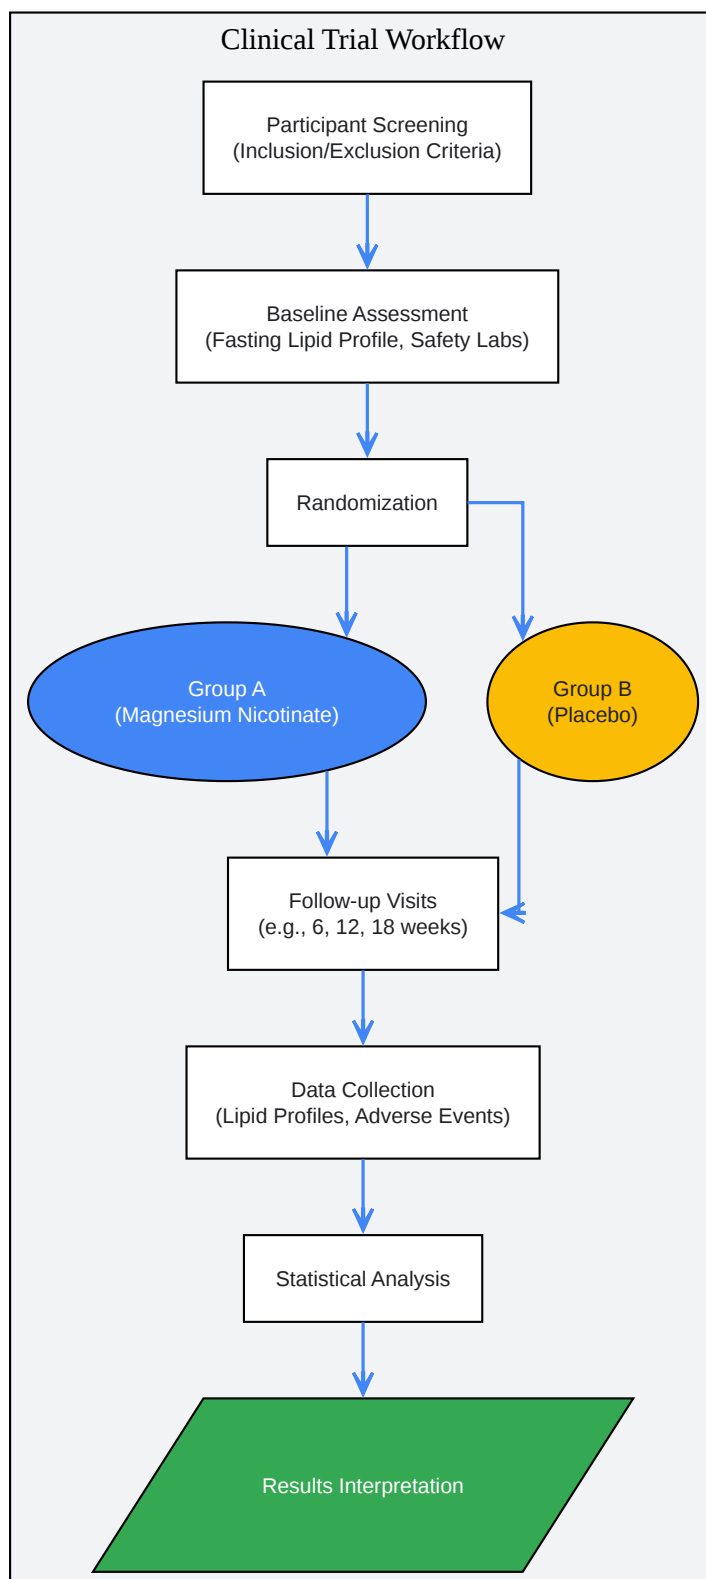 Clinical Trial Workflow
Participant Screening
(Inclusion/Exclusion Criteria)
Baseline Assessment
(Fasting Lipid Profile, Safety Labs)
Randomization
Group A
(Magnesium Nicotinate)
Group B
(Placebo)
Follow-up Visits
(e.g., 6, 12, 18 weeks)
Data Collection
(Lipid Profiles, Adverse Events)
Statistical Analysis
Results Interpretation